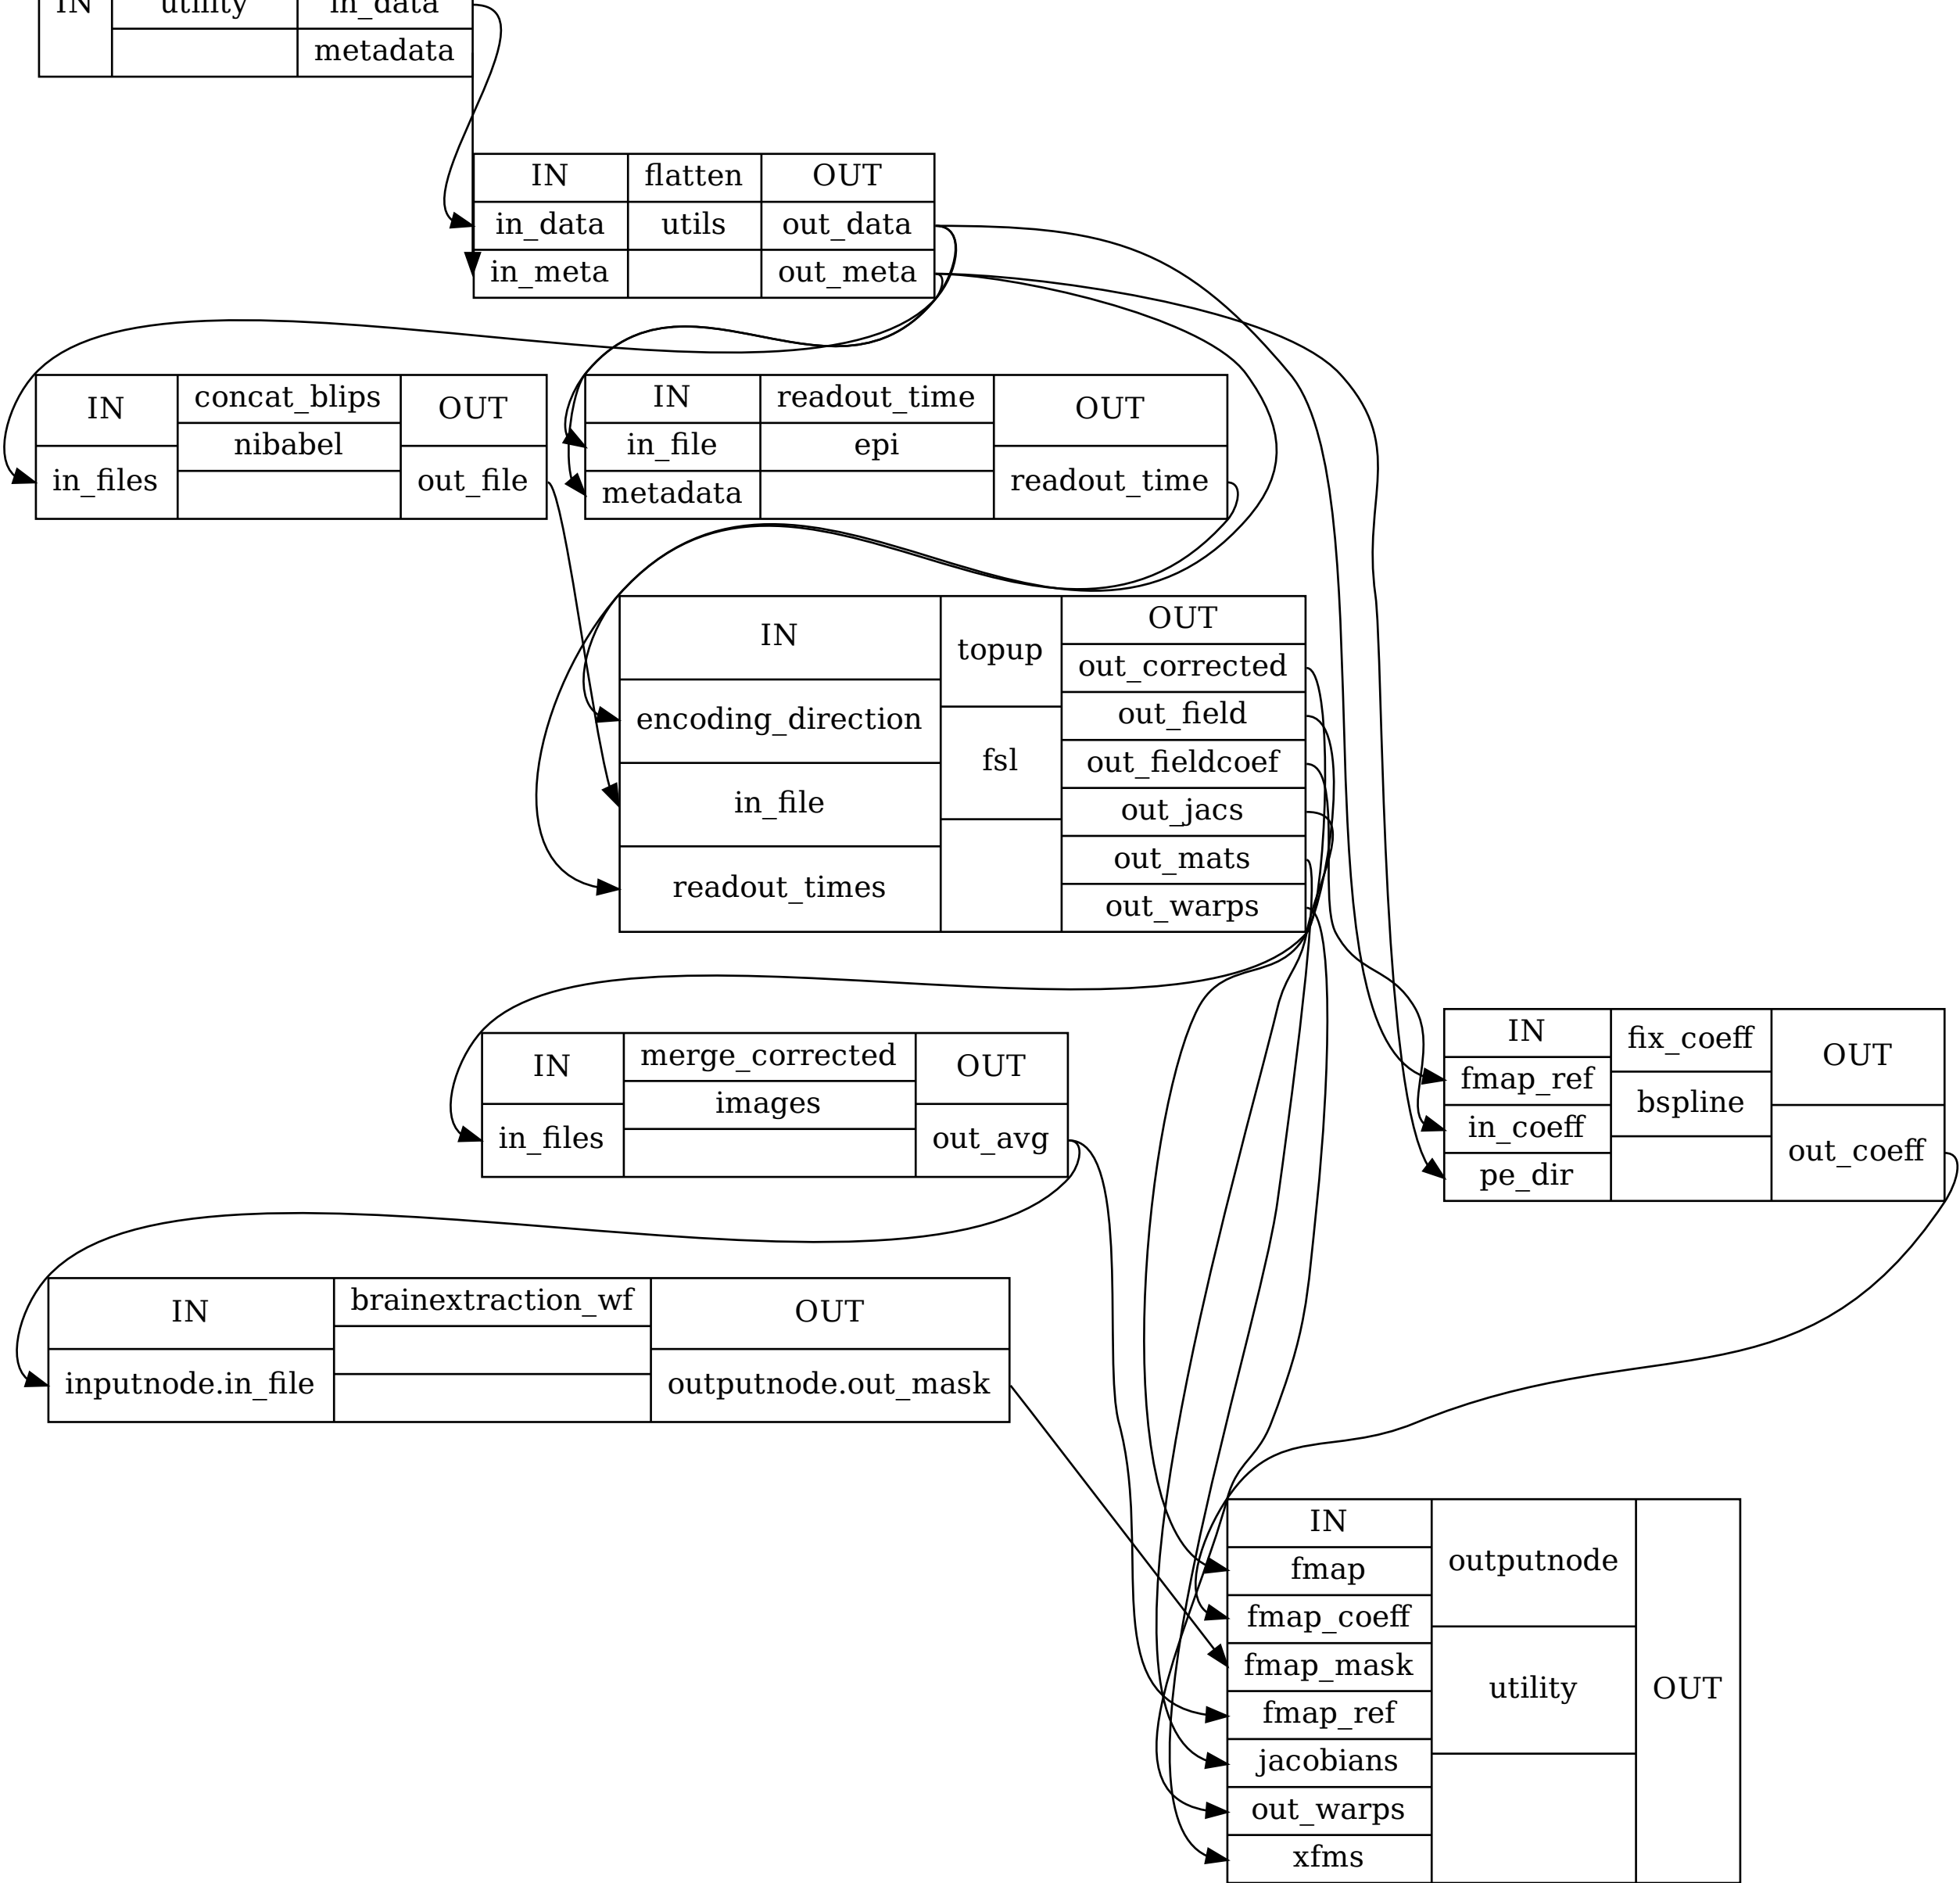 IN utility in_data
metadata
IN flatten OUT
in_data utils out_data
in_meta out_meta
IN concat_blips OUT
nibabel
in_files out_file
IN readout_time OUT
in_file epi
metadata readout_time
IN topup OUT
out_corrected
encoding_direction out_field
fsl out_fieldcoef
in_file out_jacs
out_mats
readout_times out_warps
IN merge_corrected OUT
images
in_files out_avg
IN fix_coeff OUT
fmap_ref bspline
in_coeff out_coeff
pe_dir
IN brainextraction_wf OUT
inputnode.in_file outputnode.out_mask
IN outputnode OUT
fmap
fmap_coeff
fmap_mask utility
fmap_ref
jacobians
out_warps
xfms